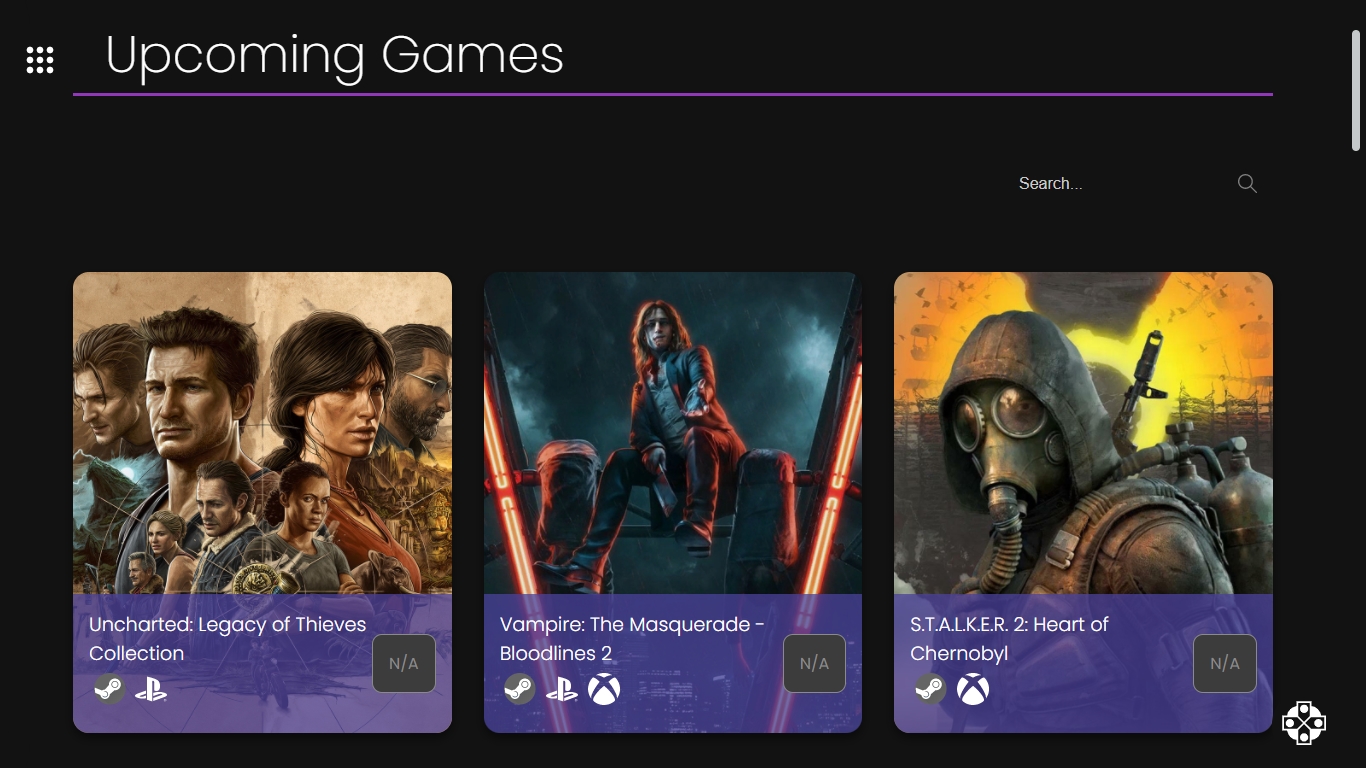 Upcoming Games
Search...
Uncharted: Legacy of Thieves
Collection
N/A
Vampire: The Masquerade -
Bloodlines 2
N/A
S.T.A.L.K.E.R. 2: Heart of
Chernobyl
N/A